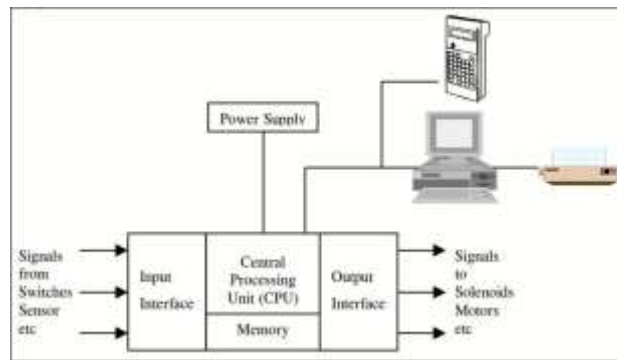 Power Supply
Signals
from
Switches
Sensor
etc
Input
Interface
Central
Processing
Unit (CPU)
Memory
Output
Interface
Signals
to
Solenoids
Motors
etc